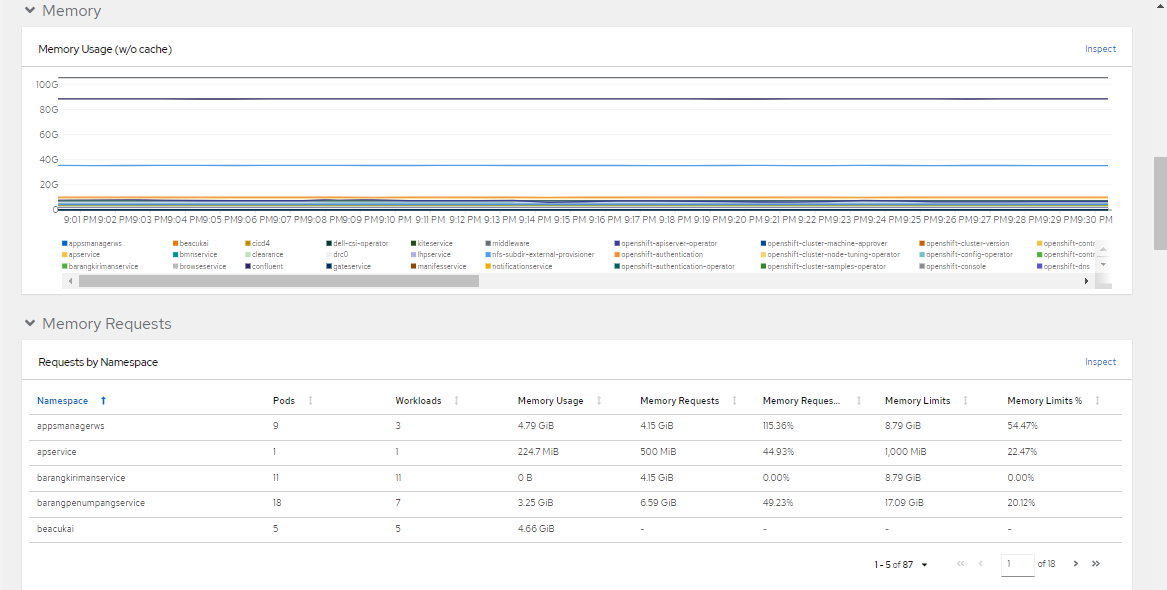 Memory
Memory Usage (w/o cache)
Inspect
100G
80G
60G
40G
20G
0
9:01 PM 9:02 PM 9:03 PM 9:04 PM 9:05 PM 9:06 PM 9:07 PM 9:08 PM 9:09 PM 9:10 PM 9:11 PM 9:12 PM 9:13 PM 9:14 PM 9:15 PM 9:16 PM 9:17 PM 9:18 PM 9:19 PM 9:20 PM 9:21 PM 9:22 PM 9:23 PM 9:24 PM 9:25 PM 9:26 PM 9:27 PM 9:28 PM 9:29 PM 9:30 PM
appsmanagerws beacukai cicd4 dell-csi-operator kiteservice middleware openshift-apiserver-operator openshift-cluster-machine-approver openshift-cluster-version openshift-contr
apservice bmnservice clearance drc0 lhpservice nfs-subdir-external-provisioner openshift-authentication openshift-cluster-node-tuning-operator openshift-config-operator openshift-contr
barangkirimanservice browseservice confluent gateservice manifesservice notificationservice openshift-authentication-operator openshift-cluster-samples-operator openshift-console openshift-dns
Memory Requests
Requests by Namespace
Inspect
Namespace Pods Workloads Memory Usage Memory Requests Memory Reques... Memory Limits Memory Limits %
appsmanagerws 9 3 4.79 GiB 4.15 GiB 115.36% 8.79 GiB 54.47%
apservice 1 1 224.7 MiB 500 MiB 44.93% 1,000 MiB 22.47%
barangkirimanservice 11 11 0 B 4.15 GiB 0.00% 8.79 GiB 0.00%
barangpenumpangservice 18 7 3.25 GiB 6.59 GiB 49.23% 17.09 GiB 20.12%
beacukai 5 5 4.66 GiB - - - -
1 - 5 of 87 1 of 18